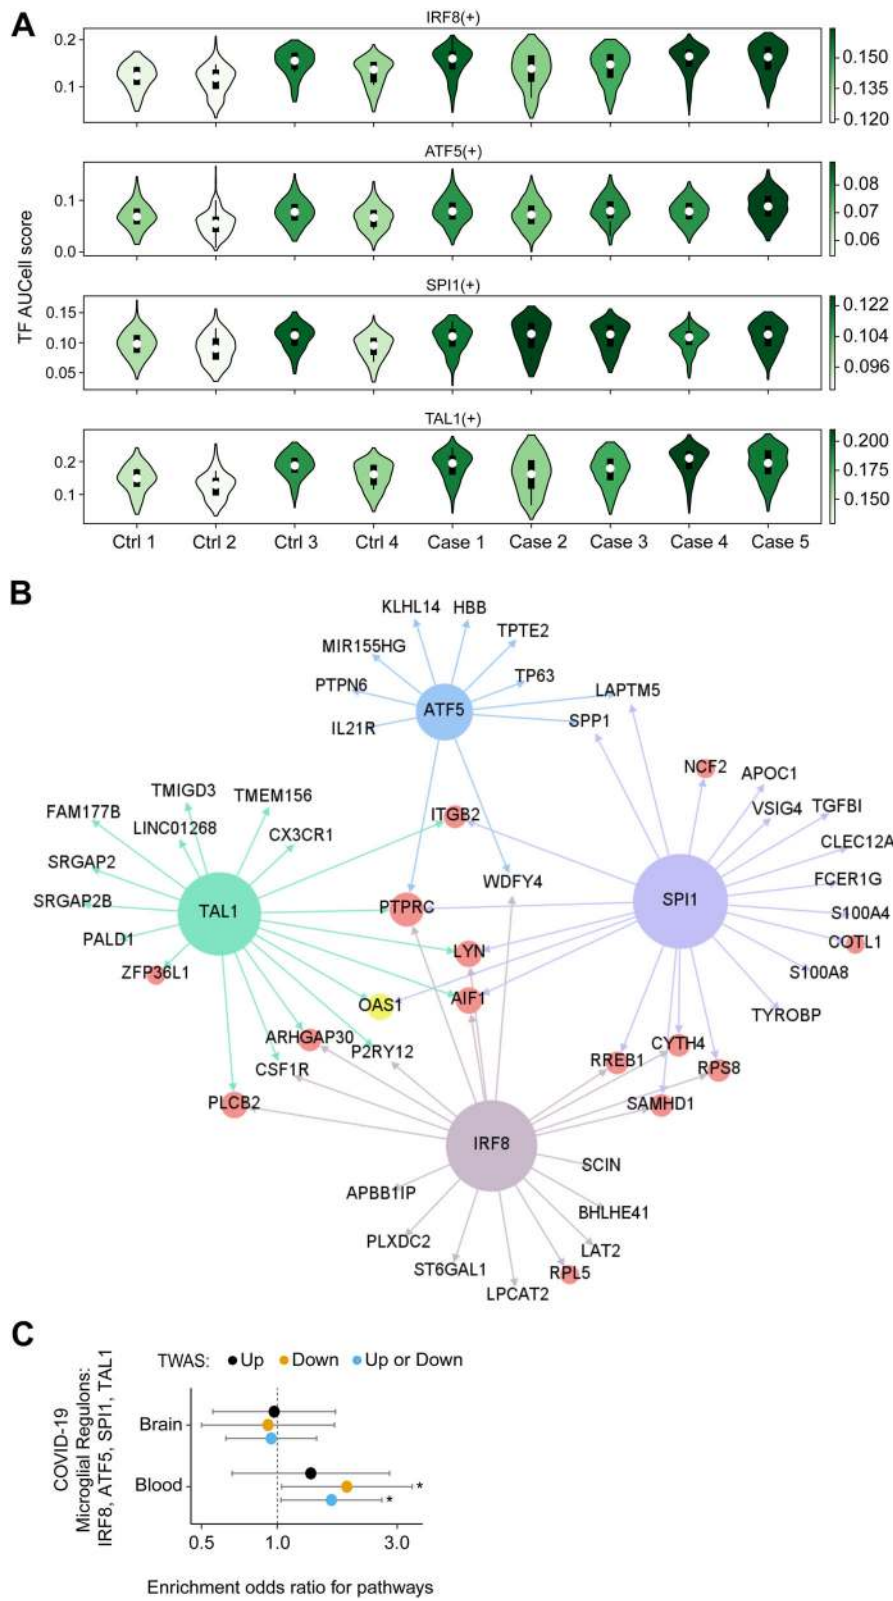 A
IRF8(+)
0.2
0.1
0.150
0.135
0.120
ATF5(+)
0.1
0.0
0.08
0.07
0.06
SPI1(+)
0.15
0.10
0.05
0.122
0.104
0.096
TAL1(+)
0.2
0.1
0.200
0.175
0.150
TF AUCell score
Ctrl 1 Ctrl 2 Ctrl 3 Ctrl 4 Case 1 Case 2 Case 3 Case 4 Case 5
B
KLHL14 HBB
TPTE2
MIR155HG
TP63
PTPN6
LAPTM5
ATF5
IL21R
SPP1
NCF2
APOC1
TMIGD3
TMEM156
FAM177B
ITGB2
VSIG4
TGFBI
LINC01268
CX3CR1
CLEC12A
SRGAP2
WDFY4
FCER1G
SRGAP2B
TAL1
PTPRC
SPI1
S100A4
PALD1
LYN
COTL1
ZFP36L1
S100A8
OAS1
AIF1
TYROBP
ARHGAP30
P2RY12
CYTH4
CSF1R
RREB1
RPS8
PLCB2
SAMHD1
IRF8
SCIN
APBB1IP
BHLHE41
PLXDC2
LAT2
ST6GAL1
RPL5
LPCAT2
C
TWAS: Up Down Up or Down
COVID-19
Microglial Regulons:
IRF8, ATF5, SPI1, TAL1
Brain
Blood
*
*
0.5 1.0 3.0
Enrichment odds ratio for pathways